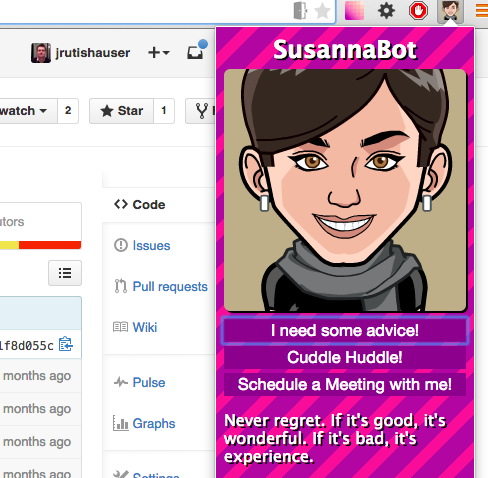 jrutishauser
watch 2
Star 1
utors
Code
Issues
Pull requests
Wiki
Pulse
Graphs
Settings
1f8d055c
months ago
months ago
months ago
months ago
SusannaBot
I need some advice!
Cuddle Huddle!
Schedule a Meeting with me!
Never regret. If it's good, it's
wonderful. If it's bad, it's
experience.